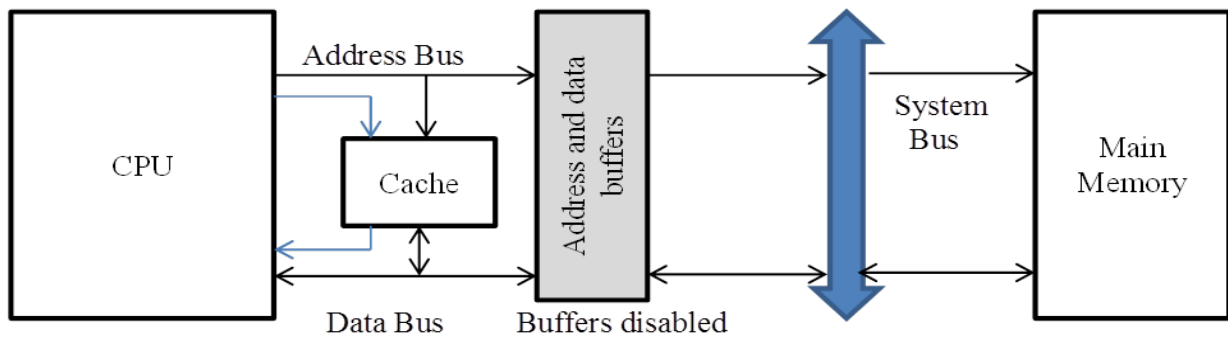 CPU
Address Bus
Cache
Data Bus
Address and data
buffers
Buffers disabled
System
Bus
Main
Memory